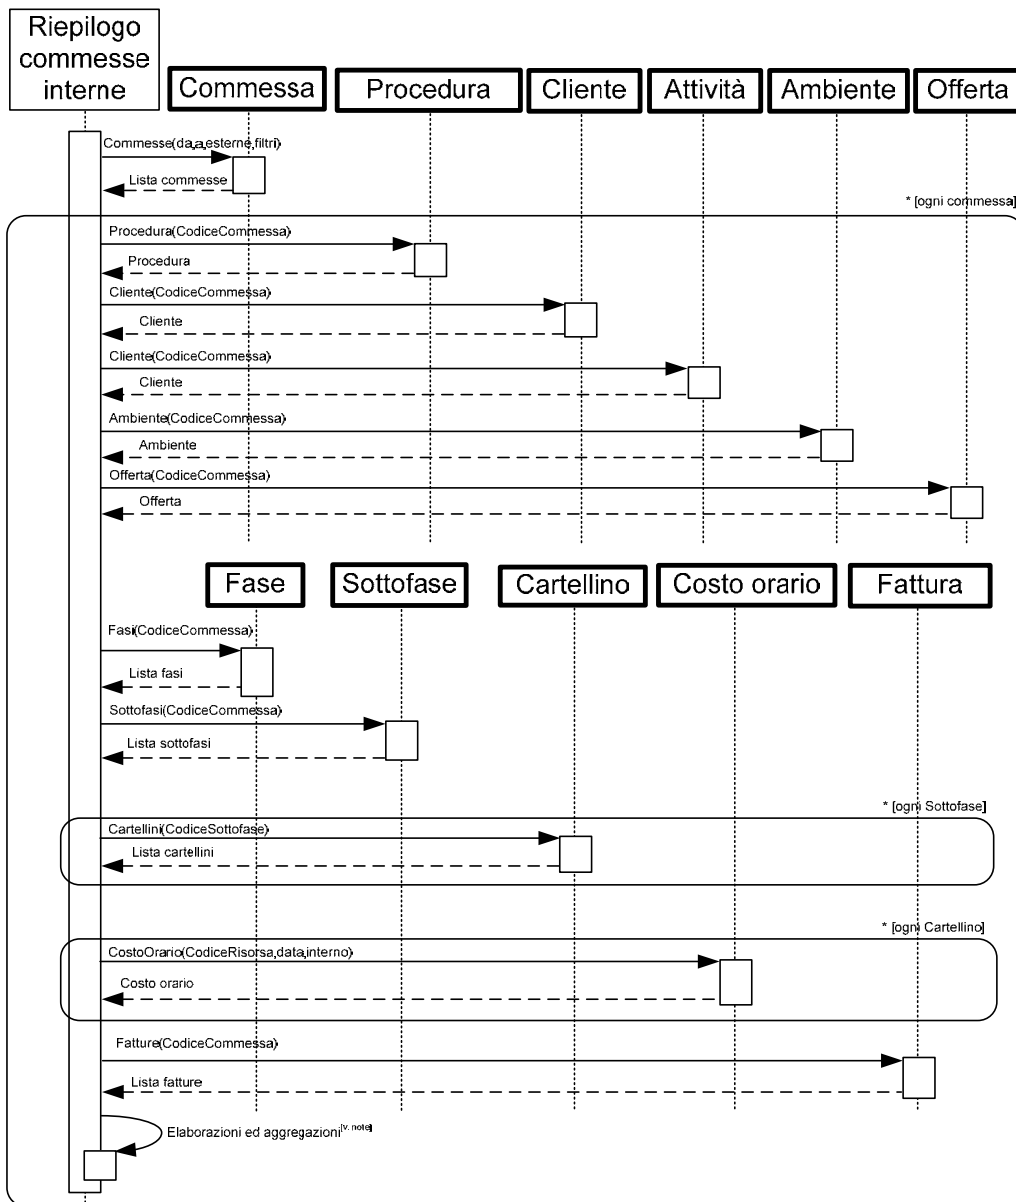 Riepilogo
commesse
interne
Commessa
Procedura
Cliente
Attività
Ambiente
Offerta
Commesse(da,a,esterne,filtri)
Lista commesse
* [ogni commessa]
Procedura(CodiceCommessa)
Procedura
Cliente(CodiceCommessa)
Cliente
Cliente(CodiceCommessa)
Cliente
Ambiente(CodiceCommessa)
Ambiente
Offerta(CodiceCommessa)
Offerta
Fase
Sottofase
Cartellino
Costo orario
Fattura
Fasi(CodiceCommessa)
Lista fasi
Sottofasi(CodiceCommessa)
Lista sottofasi
* [ogni Sottofase]
Cartellini(CodiceSottofase)
Lista cartellini
* [ogni Cartellino]
CostoOrario(CodiceRisorsa,data,interno)
Costo orario
Fatture(CodiceCommessa)
Lista fatture
Elaborazioni ed aggregazioni[v. note]